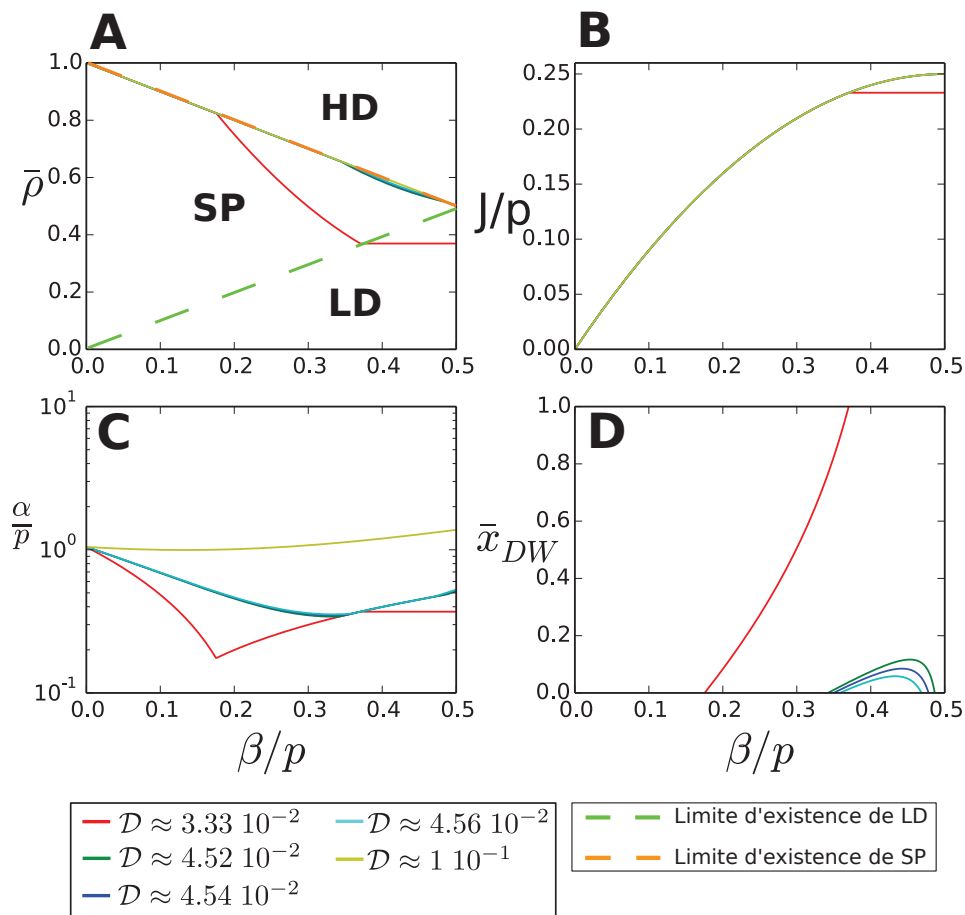 A
B
1.0
0.8
0.6
0.4
0.2
0.0
ρ̄
HD
SP
LD
0.0 0.1 0.2 0.3 0.4 0.5
0.25
0.20
0.15
0.10
0.05
0.00
J/p
0.0 0.1 0.2 0.3 0.4 0.5
C
10^1
10^0
10^-1
α/p
0.0 0.1 0.2 0.3 0.4 0.5
β/p
D
1.0
0.8
0.6
0.4
0.2
0.0
x̄_DW
0.0 0.1 0.2 0.3 0.4 0.5
β/p
𝒟 ≈ 3.33 10^-2
𝒟 ≈ 4.52 10^-2
𝒟 ≈ 4.54 10^-2
𝒟 ≈ 4.56 10^-2
𝒟 ≈ 1 10^-1
Limite d'existence de LD
Limite d'existence de SP